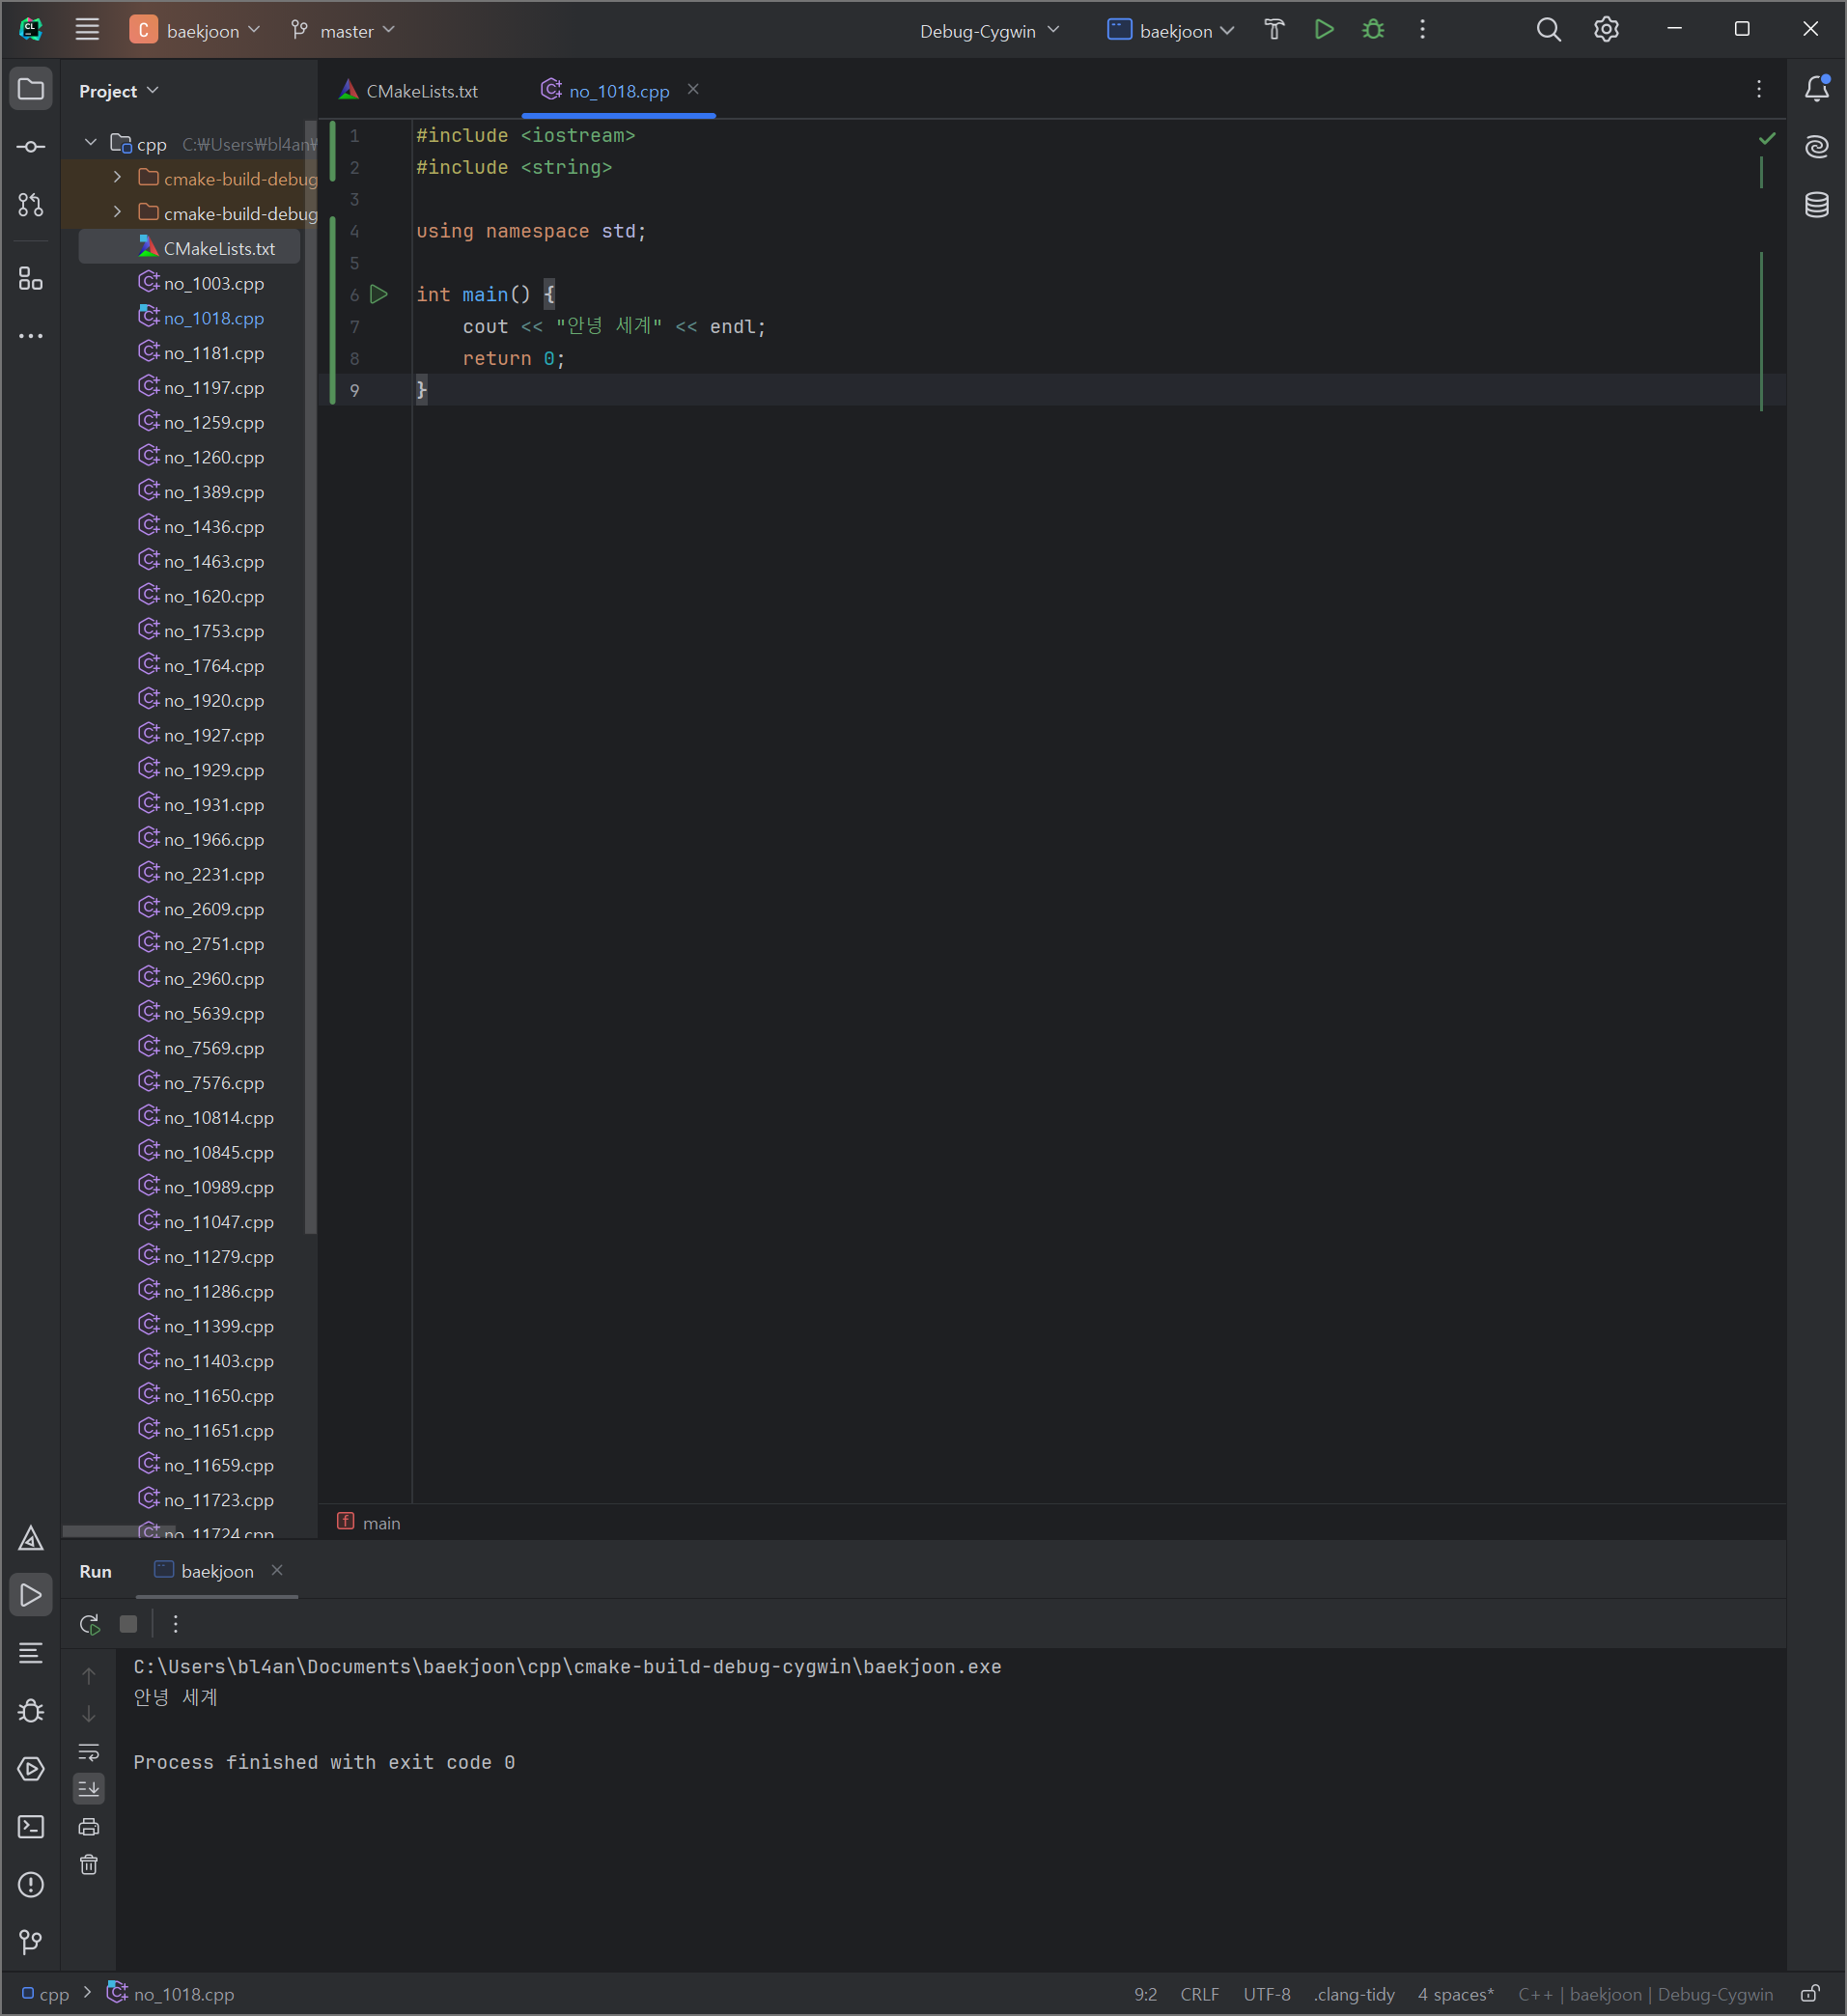 CL
C baekjoon master Debug-Cygwin baekjoon
Project
CMakeLists.txt no_1018.cpp
cpp C:₩Users₩bl4an₩
cmake-build-debug
cmake-build-debug
CMakeLists.txt
no_1003.cpp
no_1018.cpp
no_1181.cpp
no_1197.cpp
no_1259.cpp
no_1260.cpp
no_1389.cpp
no_1436.cpp
no_1463.cpp
no_1620.cpp
no_1753.cpp
no_1764.cpp
no_1920.cpp
no_1927.cpp
no_1929.cpp
no_1931.cpp
no_1966.cpp
no_2231.cpp
no_2609.cpp
no_2751.cpp
no_2960.cpp
no_5639.cpp
no_7569.cpp
no_7576.cpp
no_10814.cpp
no_10845.cpp
no_10989.cpp
no_11047.cpp
no_11279.cpp
no_11286.cpp
no_11399.cpp
no_11403.cpp
no_11650.cpp
no_11651.cpp
no_11659.cpp
no_11723.cpp
no_11724.cpp
1 #include <iostream>
2 #include <string>
3
4 using namespace std;
5
6 int main() {
7 cout << "안녕 세계" << endl;
8 return 0;
9 }
main
Run baekjoon
C:\Users\bl4an\Documents\baekjoon\cpp\cmake-build-debug-cygwin\baekjoon.exe
안녕 세계
Process finished with exit code 0
cpp > no_1018.cpp 9:2 CRLF UTF-8 .clang-tidy 4 spaces* C++ | baekjoon | Debug-Cygwin